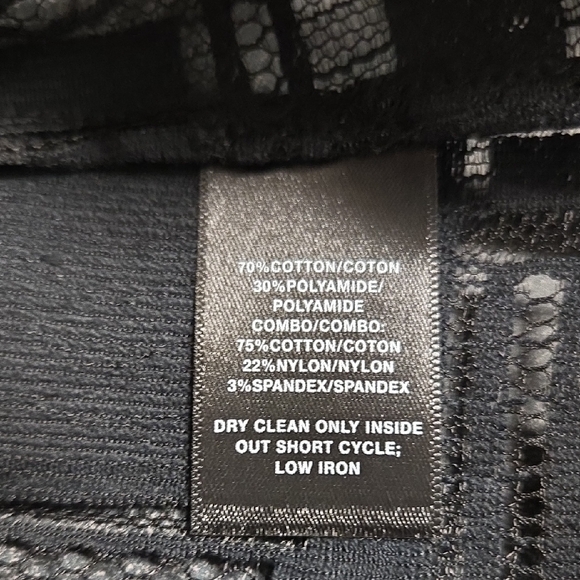 70%COTTON/COTON
30%POLYAMIDE/
POLYAMIDE
COMBO/COMBO:
75%COTTON/COTON
22%NYLON/NYLON
3%SPANDEX/SPANDEX
DRY CLEAN ONLY INSIDE
OUT SHORT CYCLE;
LOW IRON